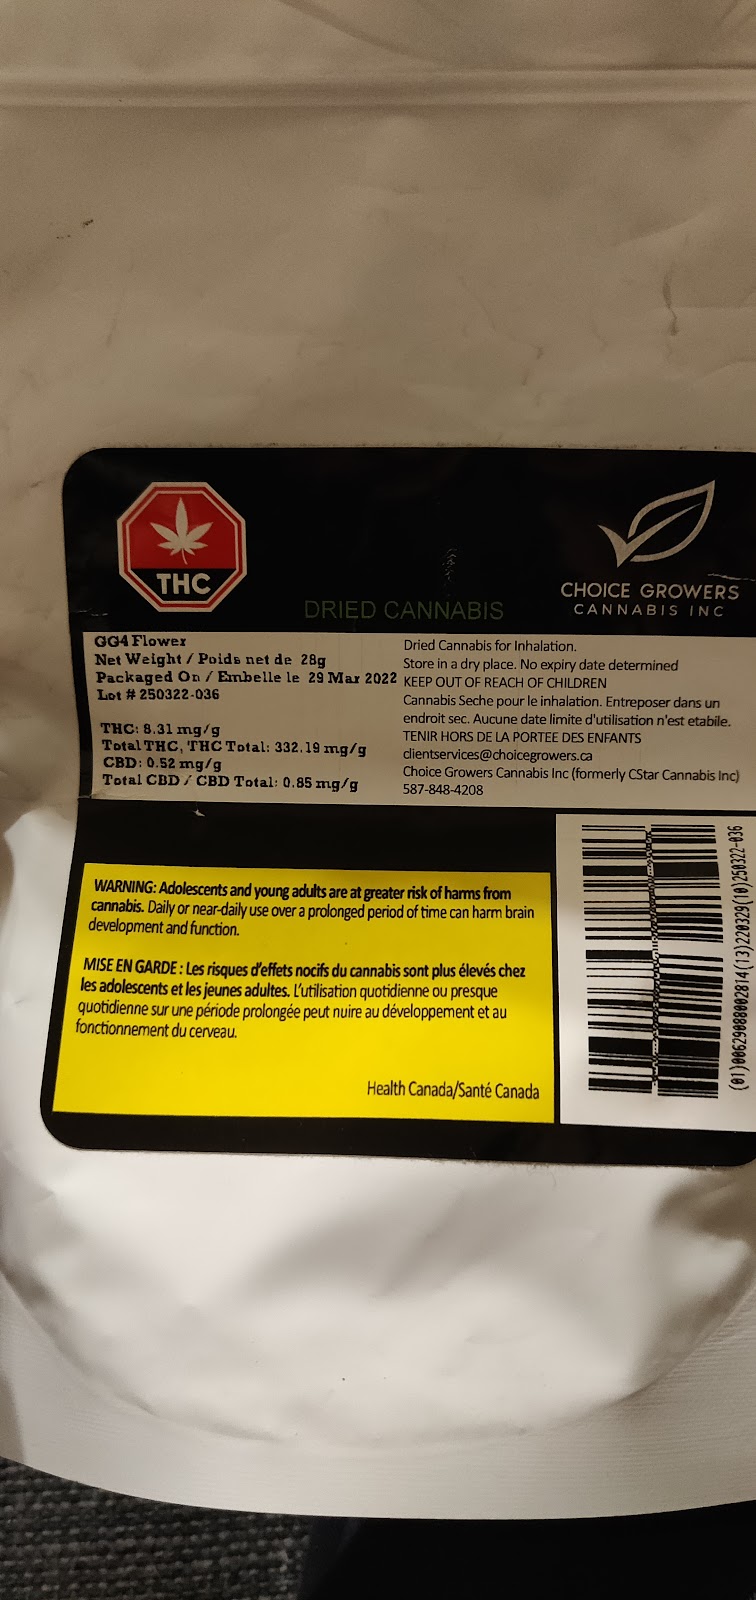 THC
DRIED CANNABIS
CHOICE GROWERS
CANNABIS INC
GG4 Flower
Net Weight / Poids net de 28g
Packaged On / Embelle le 29 Mar 2022
Lot # 250322-036
THC: 8.31 mg/g
Total THC, THC Total: 332.19 mg/g
CBD: 0.52 mg/g
Total CBD / CBD Total: 0.85 mg/g
Dried Cannabis for Inhalation.
Store in a dry place. No expiry date determined
KEEP OUT OF REACH OF CHILDREN
Cannabis Seche pour le inhalation. Entreposer dans un
endroit sec. Aucune date limite d'utilisation n'est etabile.
TENIR HORS DE LA PORTEE DES ENFANTS
clientservices@choicegrowers.ca
Choice Growers Cannabis Inc (formerly CStar Cannabis Inc)
587-848-4208
WARNING: Adolescents and young adults are at greater risk of harms from
cannabis. Daily or near-daily use over a prolonged period of time can harm brain
development and function.
MISE EN GARDE : Les risques d'effets nocifs du cannabis sont plus élevés chez
les adolescents et les jeunes adultes. L'utilisation quotidienne ou presque
quotidienne sur une période prolongée peut nuire au développement et au
fonctionnement du cerveau.
Health Canada/Santé Canada
(01)00629088002814(13)220329(10)250322-036